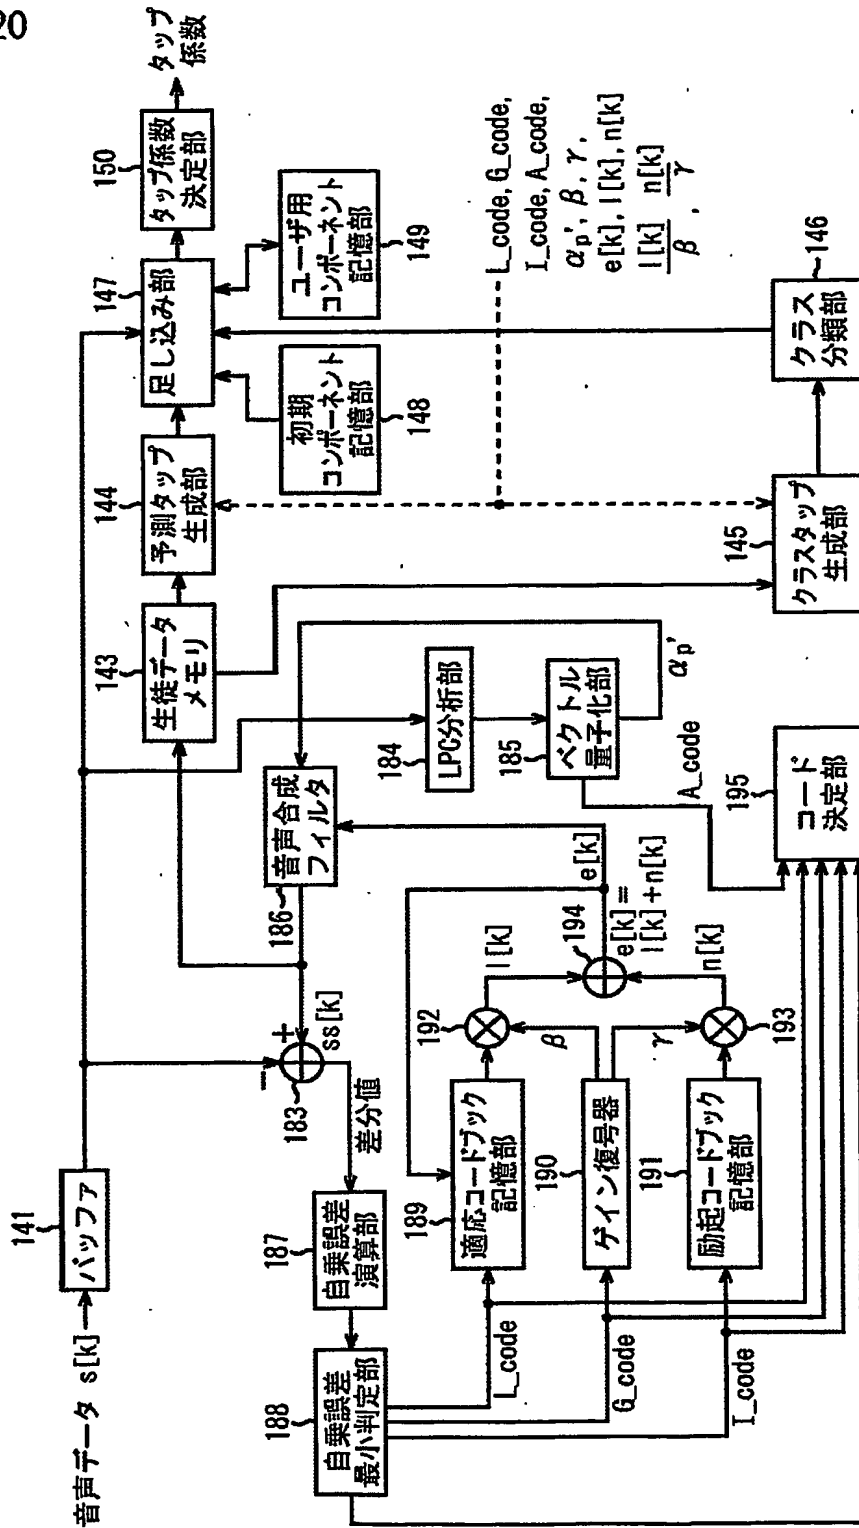 20
音声データ s[k]
141
バッファ
143
生徒データ
メモリ
144
予測タップ
生成部
147
足し込み部
150
タップ係数
決定部
タップ
係数
初期
コンポーネント
記憶部
148
ユーザ用
コンポーネント
記憶部
149
L_code, G_code,
I_code, A_code,
αp', β, γ,
e[k], l[k], n[k]
l[k]
β
,
n[k]
γ
145
クラスタップ
生成部
146
クラス
分類部
184
LPC分析部
185
ベクトル
量子化部
αp'
A_code
186
音声合成
フィルタ
e[k]
ss[k]
+
-
183
差分値
187
自乗誤差
演算部
188
自乗誤差
最小判定部
L_code
G_code
I_code
189
適応コードブック
記憶部
190
ゲイン復号器
191
励起コードブック
記憶部
β
γ
192
193
l[k]
n[k]
194
e[k]=
l[k]+n[k]
195
コード
決定部